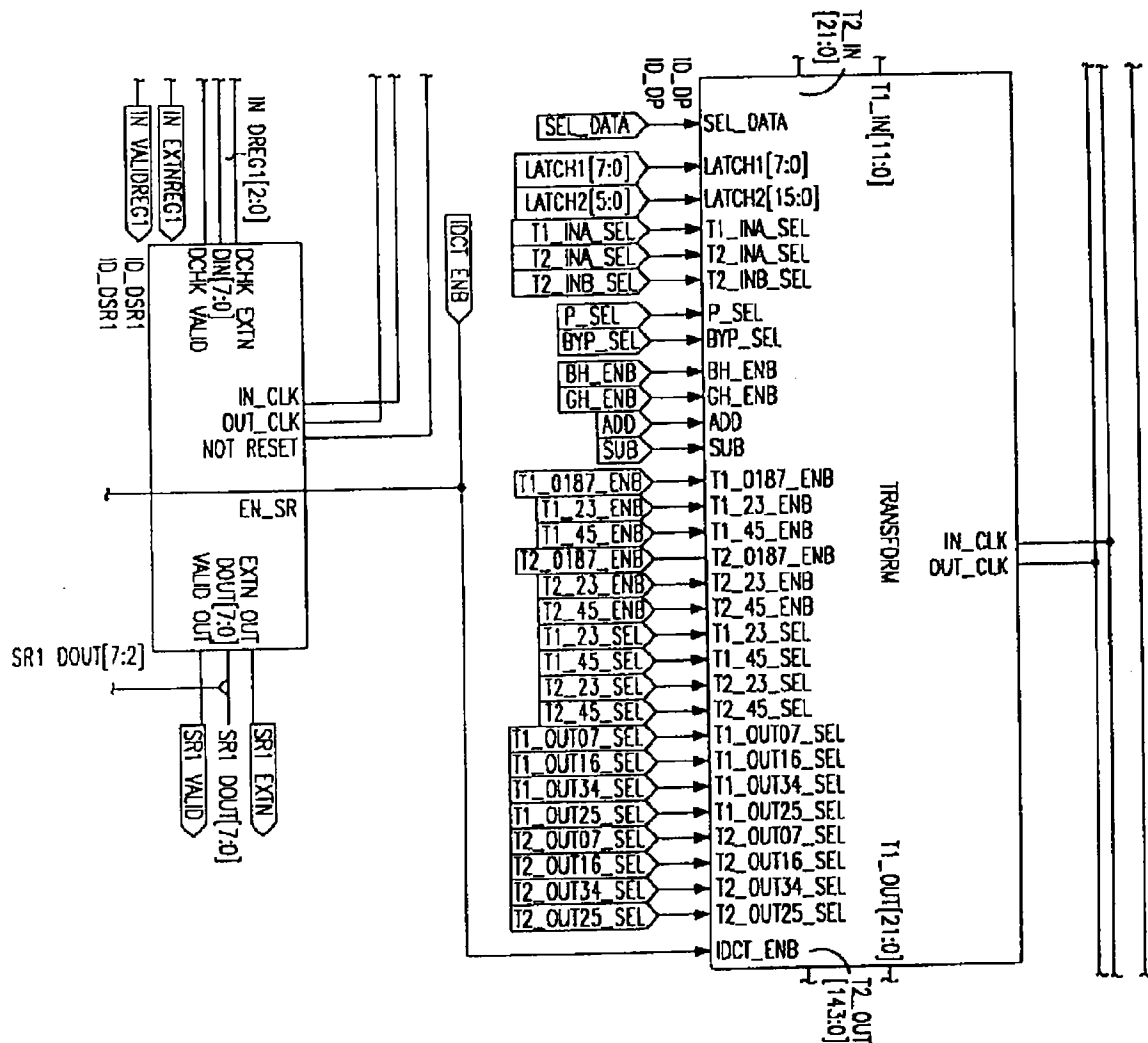 T2_IN
[21:0]
T1_IN[11:0]
ID_DP
ID_DP
SEL_DATA
SEL_DATA
LATCH1[7:0]
LATCH1[7:0]
LATCH2[5:0]
LATCH2[15:0]
T1_INA_SEL
T1_INA_SEL
T2_INA_SEL
T2_INA_SEL
T2_INB_SEL
T2_INB_SEL
P_SEL
P_SEL
BYP_SEL
BYP_SEL
BH_ENB
BH_ENB
GH_ENB
GH_ENB
ADD
ADD
SUB
SUB
T1_0187_ENB
T1_0187_ENB
T1_23_ENB
T1_23_ENB
T1_45_ENB
T1_45_ENB
T2_0187_ENB
T2_0187_ENB
T2_23_ENB
T2_23_ENB
T2_45_ENB
T2_45_ENB
T1_23_SEL
T1_23_SEL
T1_45_SEL
T1_45_SEL
T2_23_SEL
T2_23_SEL
T2_45_SEL
T2_45_SEL
T1_OUT07_SEL
T1_OUT07_SEL
T1_OUT16_SEL
T1_OUT16_SEL
T1_OUT34_SEL
T1_OUT34_SEL
T1_OUT25_SEL
T1_OUT25_SEL
T2_OUT07_SEL
T2_OUT07_SEL
T2_OUT16_SEL
T2_OUT16_SEL
T2_OUT34_SEL
T2_OUT34_SEL
T2_OUT25_SEL
T2_OUT25_SEL
IDCT_ENB
TRANSFORM
IN_CLK
OUT_CLK
T1_OUT[21:0]
T2_OUT
[143:0]
IN VALIDREG1
IN EXTNREG1
IN DREG1[2:0]
IDCT ENB
ID_DSR1
ID_DSR1
DCHK VALID
DIN[7:0]
DCHK EXTN
IN_CLK
OUT_CLK
NOT RESET
EN_SR
VALID OUT
DOUT[7:0]
EXTN OUT
SR1 DOUT[7:2]
SR1 VALID
SR1 DOUT[7:0]
SR1 EXTN